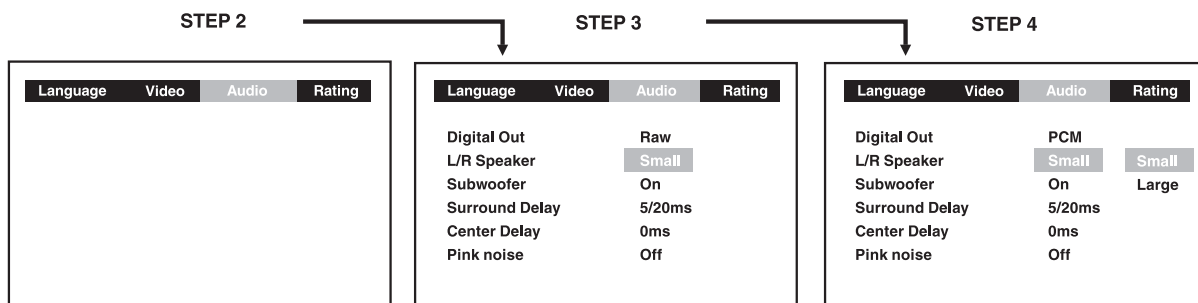 STEP 2
STEP 3
STEP 4
Language Video Audio Rating
Language Video Audio Rating
Digital Out Raw
L/R Speaker Small
Subwoofer On
Surround Delay 5/20ms
Center Delay 0ms
Pink noise Off
Language Video Audio Rating
Digital Out PCM
L/R Speaker Small Small
Subwoofer On Large
Surround Delay 5/20ms
Center Delay 0ms
Pink noise Off